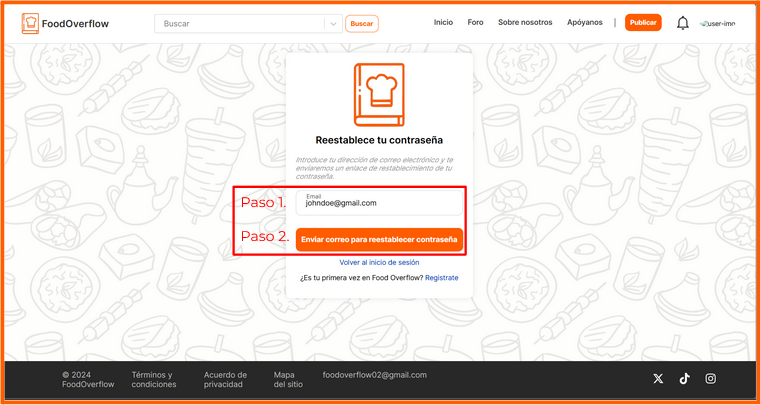 FoodOverflow
Buscar
Buscar
Inicio
Foro
Sobre nosotros
Apóyanos
Publicar
user-im
Reestablece tu contraseña
Introduce tu dirección de correo electrónico y te
enviaremos un enlace de restablecimiento de tu
contraseña.
Paso 1.
Email
johndoe@gmail.com
Paso 2.
Enviar correo para reestablecer contraseña
Volver al inicio de sesión
¿Es tu primera vez en Food Overflow? Registrate
© 2024
FoodOverflow
Términos y
condiciones
Acuerdo de
privacidad
Mapa
del sitio
foodoverflow02@gmail.com